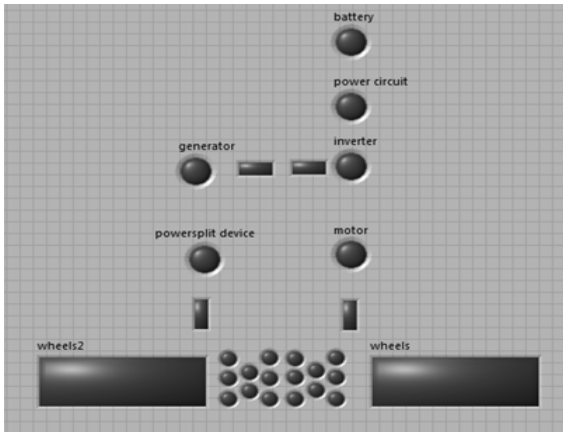 battery
power circuit
generator
inverter
powersplit device
motor
wheels2
wheels